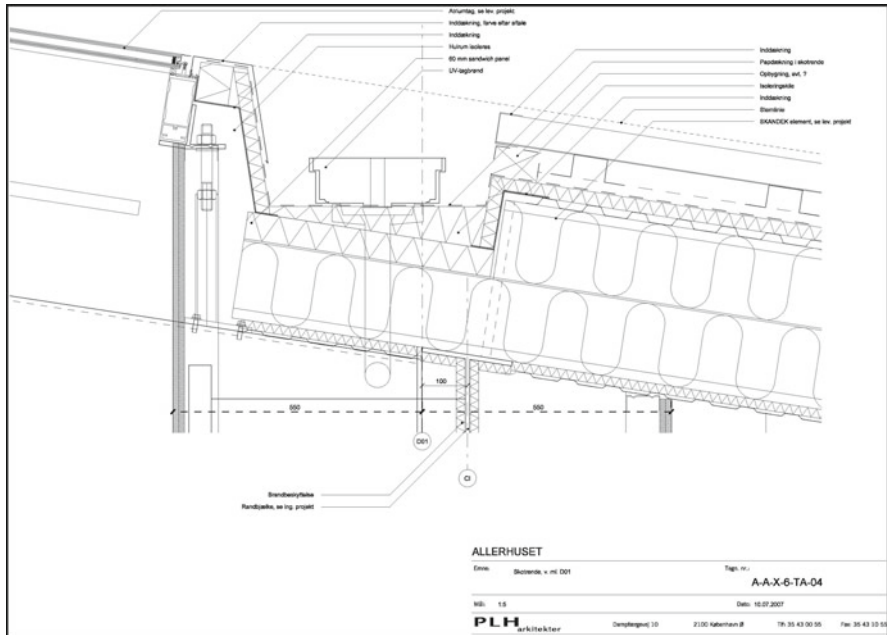 Atriumtag, se lev. projekt
Inddækning, farve efter aftale
Inddækning
Hulrum isoleres
60 mm sandwich panel
UV-tagbrønd
Inddækning
Papdækning i skotrende
Opbygning, evt. ?
Isoleringskile
Inddækning
Sternlinie
SKANDEK element, se lev. projekt
100
550
550
D01
CI
Brandbeskyttelse
Randbjælke, se ing. projekt
ALLERHUSET
Emne: Skotrende, v. ml. D01 Tegn. nr.:
A-A-X-6-TA-04
Mål: 1:5 Dato: 10.07.2007
PLH arkitekter Dampfærgevej 10 2100 København Ø Tlf: 35 43 00 55 Fax: 35 43 10 55